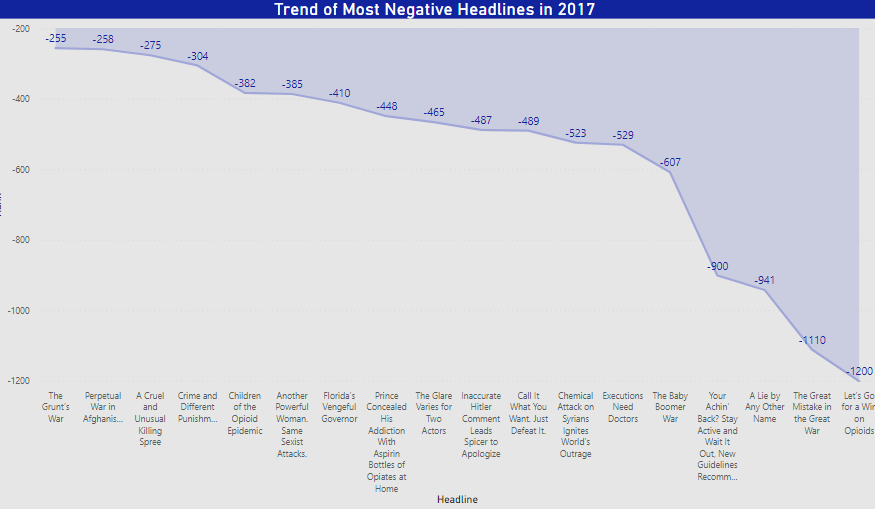 Trend of Most Negative Headlines in 2017
-200
-400
-600
-800
-1000
-1200
-255
-258
-275
-304
-382
-385
-410
-448
-465
-487
-489
-523
-529
-607
-900
-941
-1110
-1200
The
Grunt's
War
Perpetual
War in
Afghanis...
A Cruel
and
Unusual
Killing
Spree
Crime and
Different
Punishm...
Children
of the
Opioid
Epidemic
Another
Powerful
Woman.
Same
Sexist
Attacks.
Florida's
Vengeful
Governor
Prince
Concealed
His
Addiction
With
Aspirin
Bottles of
Opiates at
Home
The Glare
Varies for
Two
Actors
Inaccurate
Hitler
Comment
Leads
Spicer to
Apologize
Call It
What You
Want. Just
Defeat It.
Chemical
Attack on
Syrians
Ignites
World's
Outrage
Executions
Need
Doctors
The Baby
Boomer
War
Your
Achin'
Back? Stay
Active and
Wait It
Out, New
Guidelines
Recomm...
A Lie by
Any Other
Name
The Great
Mistake in
the Great
War
Let's Go
for a Win
on
Opioids
Headline